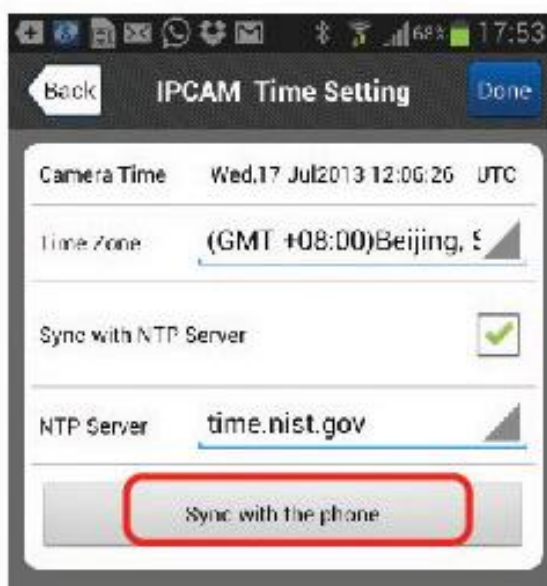 68% 17:53
Back IPCAM Time Setting Done
Camera Time Wed,17 Jul2013 12:06:26 UTC
Time Zone (GMT +08:00)Beijing, S
Sync with NTP Server
NTP Server time.nist.gov
Sync with the phone